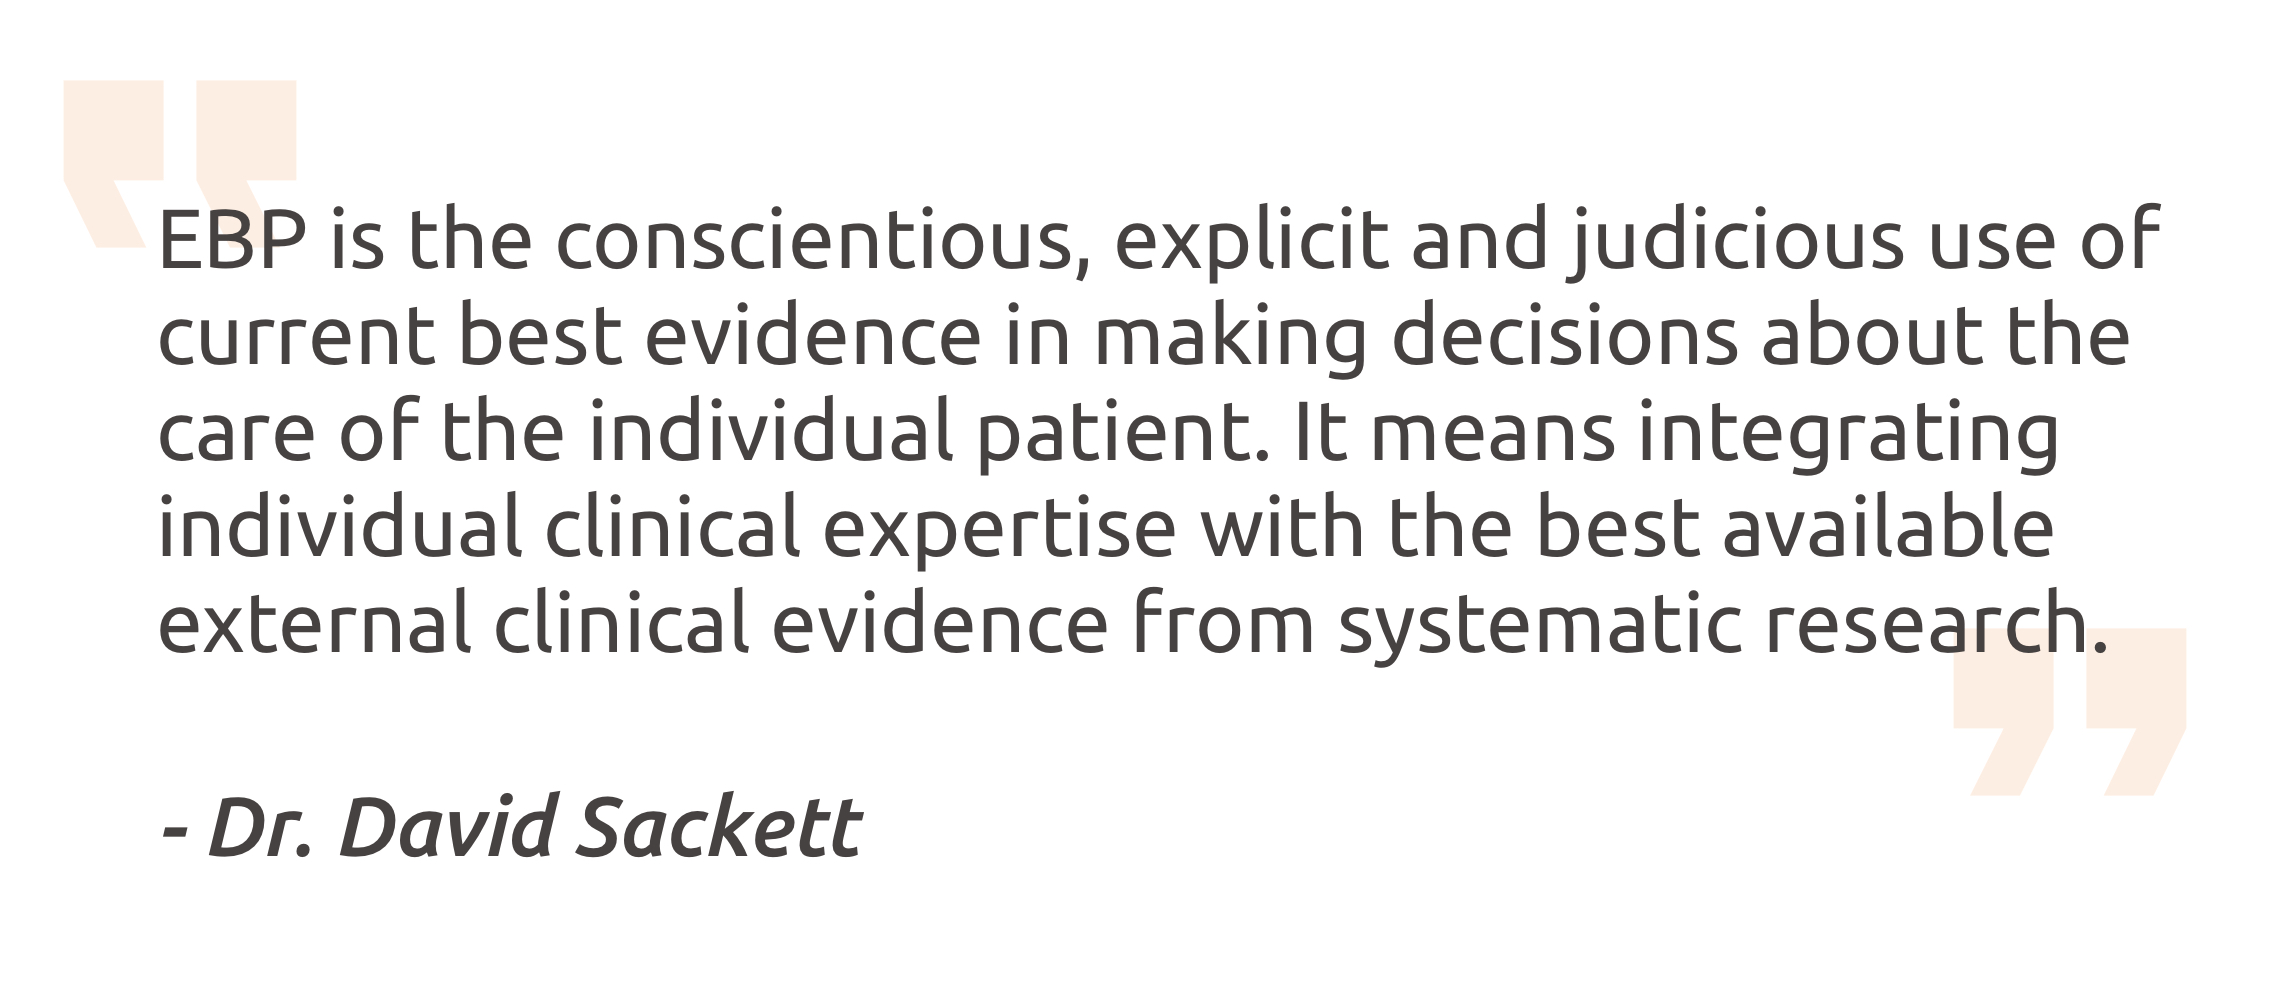 EBP is the conscientious, explicit and judicious use of
current best evidence in making decisions about the
care of the individual patient. It means integrating
individual clinical expertise with the best available
external clinical evidence from systematic research.
- Dr. David Sackett